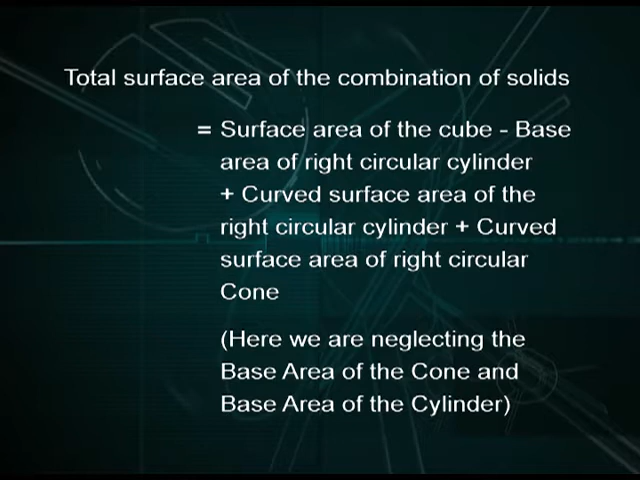 Total surface area of the combination of solids
= Surface area of the cube - Base
area of right circular cylinder
+ Curved surface area of the
right circular cylinder + Curved
surface area of right circular
Cone
(Here we are neglecting the
Base Area of the Cone and
Base Area of the Cylinder)